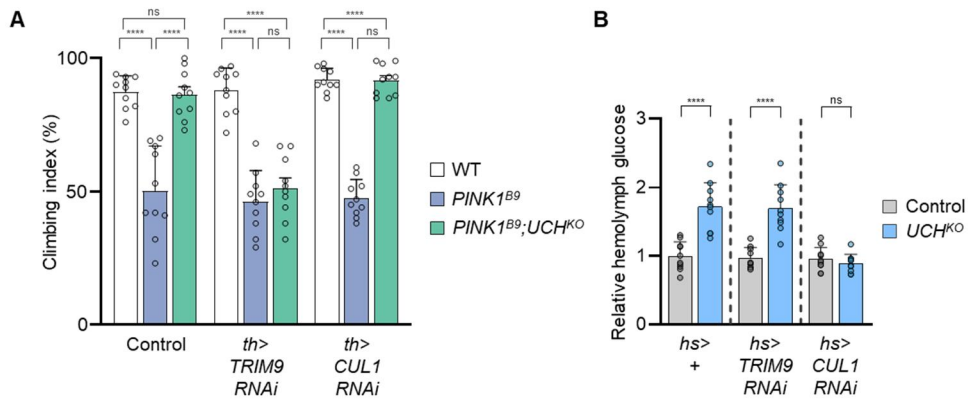 A
ns
**** ****
****
**** ns
****
**** ns
100
50
0
Climbing index (%)
Control
th>
TRIM9
RNAi
th>
CUL1
RNAi
WT
PINK1ᴮ⁹
PINK1ᴮ⁹;UCHᴷᴼ
B
****
****
ns
3
2
1
0
Relative hemolymph glucose
hs>
+
hs>
TRIM9
RNAi
hs>
CUL1
RNAi
Control
UCHᴷᴼ